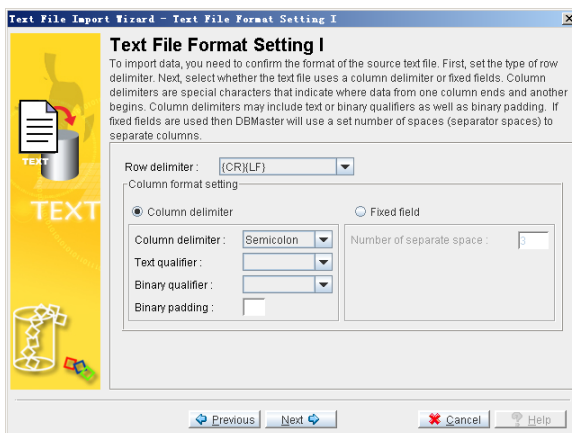 Text File Import Wizard - Text File Format Setting I
Text File Format Setting I
To import data, you need to confirm the format of the source text file. First, set the type of row
delimiter. Next, select whether the text file uses a column delimiter or fixed fields. Column
delimiters are special characters that indicate where data from one column ends and another
begins. Column delimiters may include text or binary qualifiers as well as binary padding. If
fixed fields are used then DBMaster will use a set number of spaces (separator spaces) to
separate columns.
TEXT
TEXT
Row delimiter : {CR}{LF}
Column format setting
Column delimiter Fixed field
Column delimiter : Semicolon Number of separate space : 3
Text qualifier :
Binary qualifier :
Binary padding :
Previous Next Cancel Help